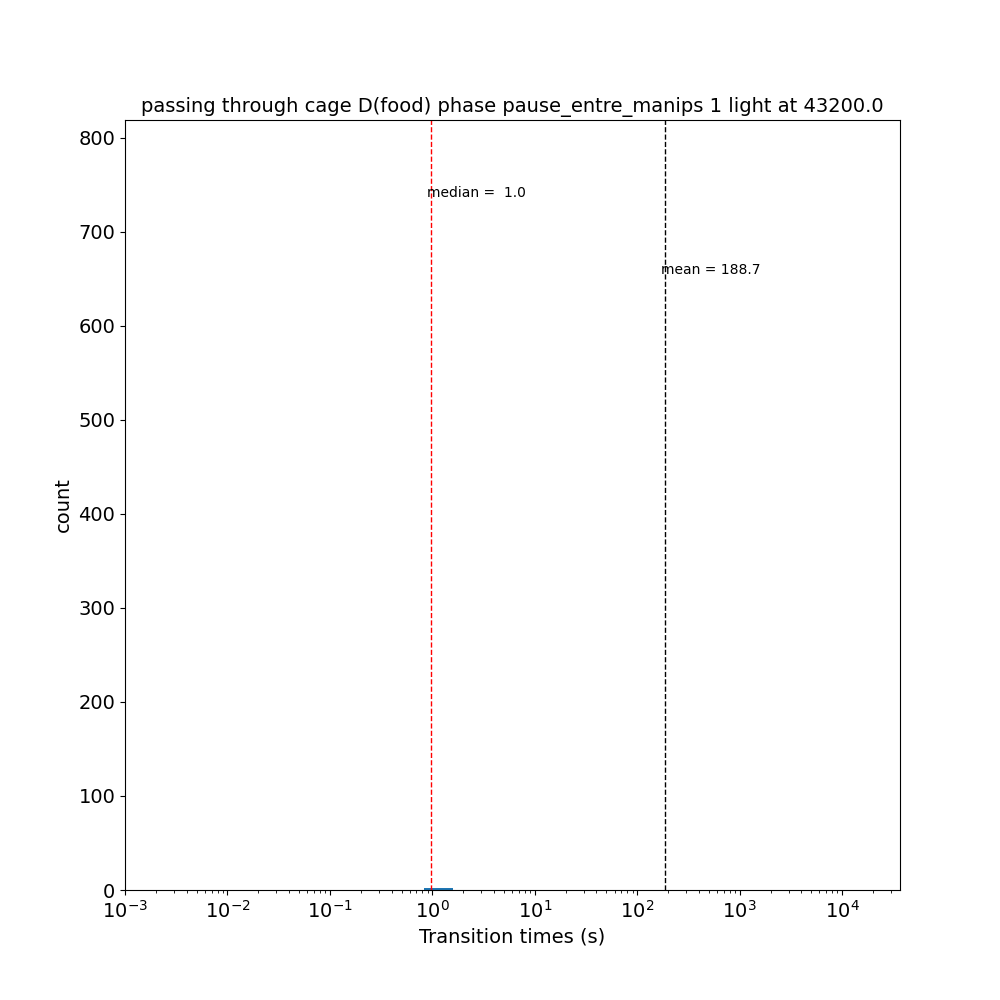 passing through cage D(food) phase pause_entre_manips 1 light at 43200.0
800
median =  1.0
700
mean = 188.7
600
500
count
400
300
200
100
0
10⁻³ 10⁻² 10⁻¹ 10⁰ 10¹ 10² 10³ 10⁴
Transition times (s)